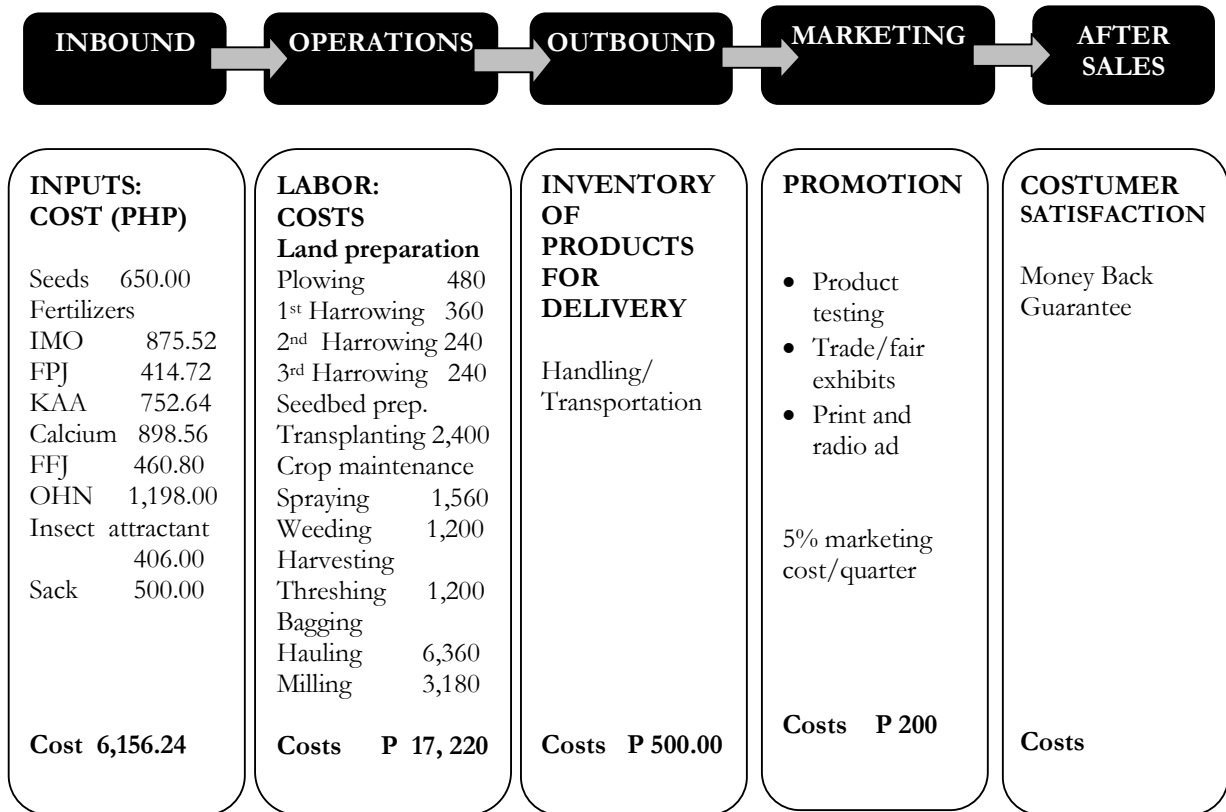 INBOUND
OPERATIONS
OUTBOUND
MARKETING
AFTER
SALES
INPUTS:
COST (PHP)
Seeds 650.00
Fertilizers
IMO 875.52
FPJ 414.72
KAA 752.64
Calcium 898.56
FFJ 460.80
OHN 1,198.00
Insect attractant
406.00
Sack 500.00
Cost 6,156.24
LABOR:
COSTS
Land preparation
Plowing 480
1st Harrowing 360
2nd Harrowing 240
3rd Harrowing 240
Seedbed prep.
Transplanting 2,400
Crop maintenance
Spraying 1,560
Weeding 1,200
Harvesting
Threshing 1,200
Bagging
Hauling 6,360
Milling 3,180
Costs P 17, 220
INVENTORY
OF
PRODUCTS
FOR
DELIVERY
Handling/
Transportation
Costs P 500.00
PROMOTION
• Product
testing
• Trade/fair
exhibits
• Print and
radio ad
5% marketing
cost/quarter
Costs P 200
COSTUMER
SATISFACTION
Money Back
Guarantee
Costs